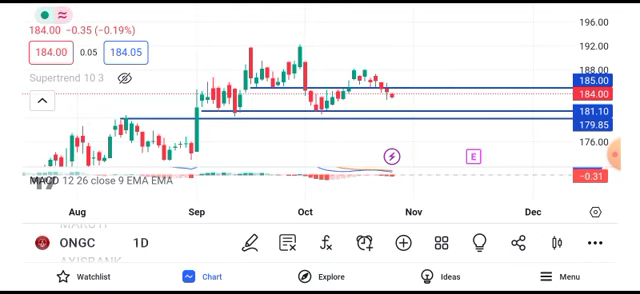 184.00 −0.35 (−0.19%)
184.00 0.05 184.05
Supertrend 10 3
196.00
192.00
188.00
185.00
184.00
181.10
179.85
176.00
E
MACD 12 26 close 9 EMA EMA
−0.31
Aug Sep Oct Nov Dec
MARUTI
ONGC 1D
AXISBANK
Watchlist Chart Explore Ideas Menu